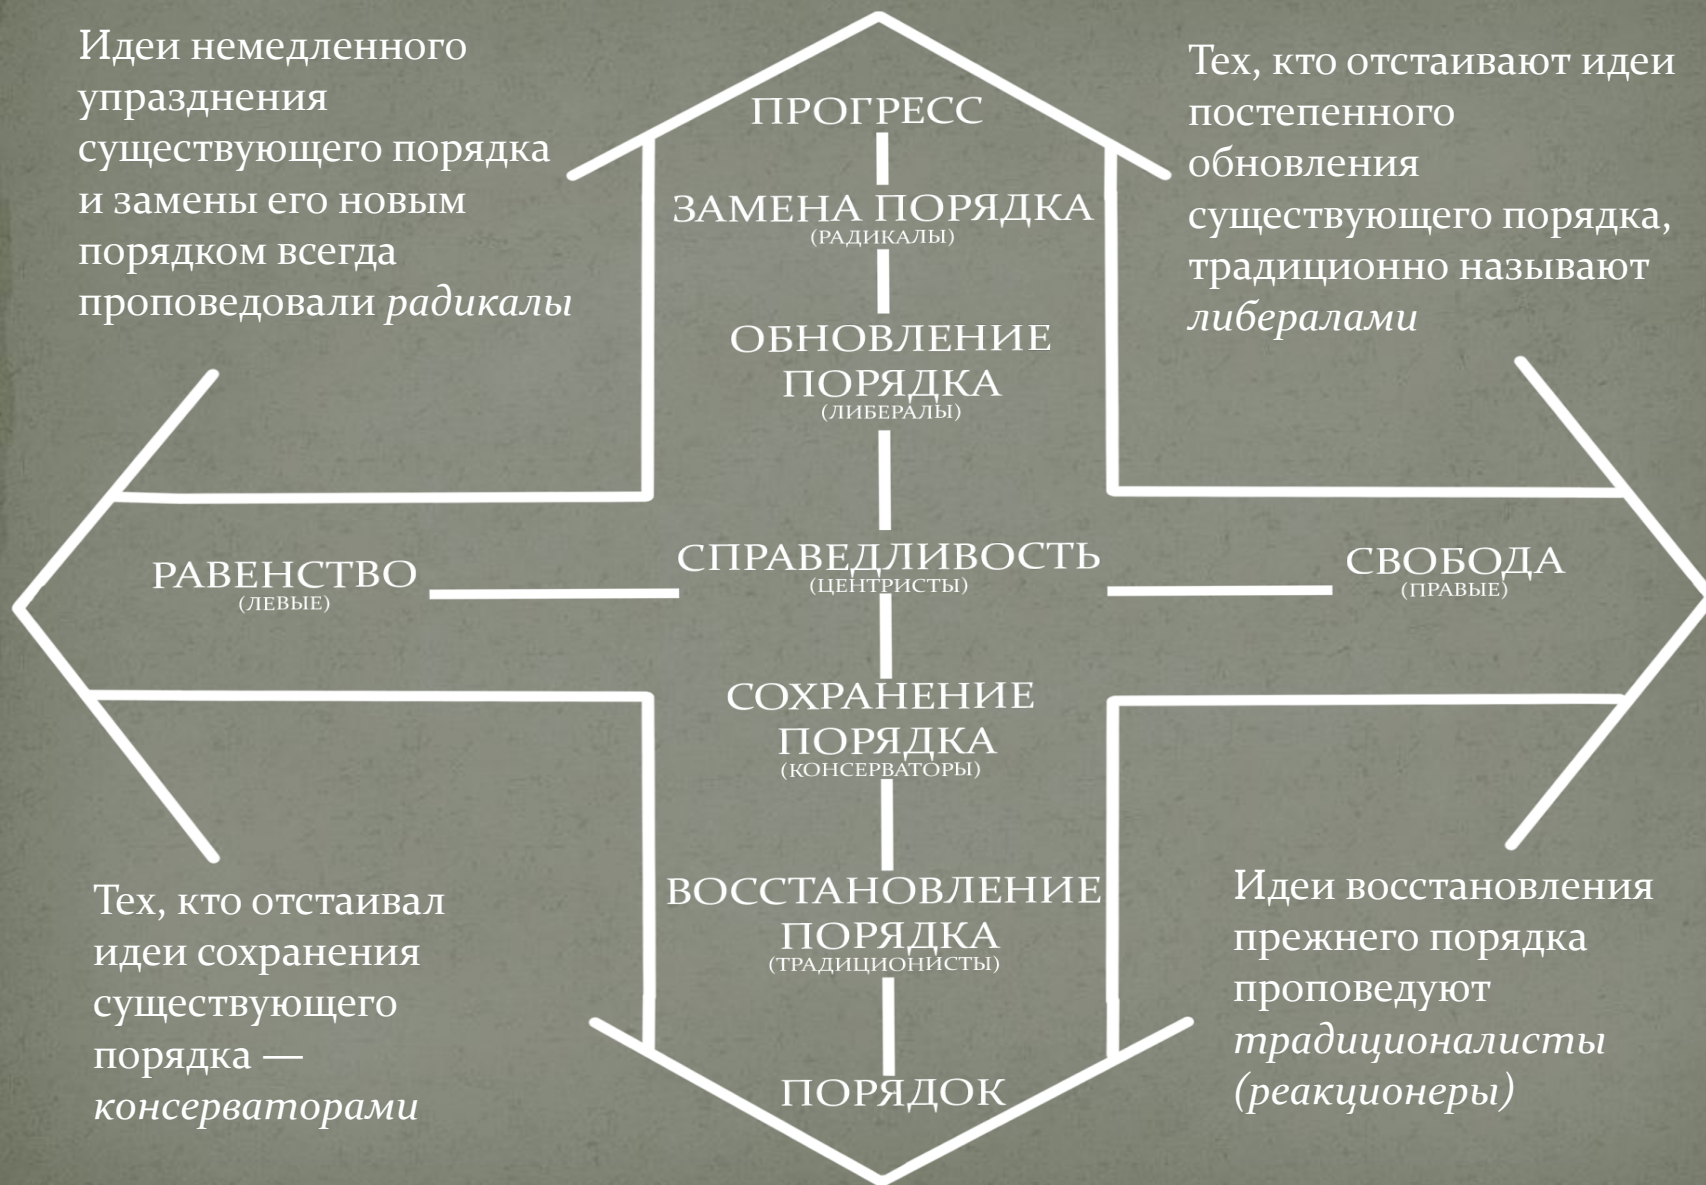 Идеи немедленного
упразднения
существующего порядка
и замены его новым
порядком всегда
проповедовали радикалы
Тех, кто отстаивают идеи
постепенного
обновления
существующего порядка,
традиционно называют
либералами
ПРОГРЕСС
ЗАМЕНА ПОРЯДКА
(РАДИКАЛЫ)
ОБНОВЛЕНИЕ
ПОРЯДКА
(ЛИБЕРАЛЫ)
РАВЕНСТВО
(ЛЕВЫЕ)
СПРАВЕДЛИВОСТЬ
(ЦЕНТРИСТЫ)
СВОБОДА
(ПРАВЫЕ)
СОХРАНЕНИЕ
ПОРЯДКА
(КОНСЕРВАТОРЫ)
ВОССТАНОВЛЕНИЕ
ПОРЯДКА
(ТРАДИЦИОНИСТЫ)
ПОРЯДОК
Тех, кто отстаивал
идеи сохранения
существующего
порядка —
консерваторами
Идеи восстановления
прежнего порядка
проповедуют
традиционалисты
(реакционеры)